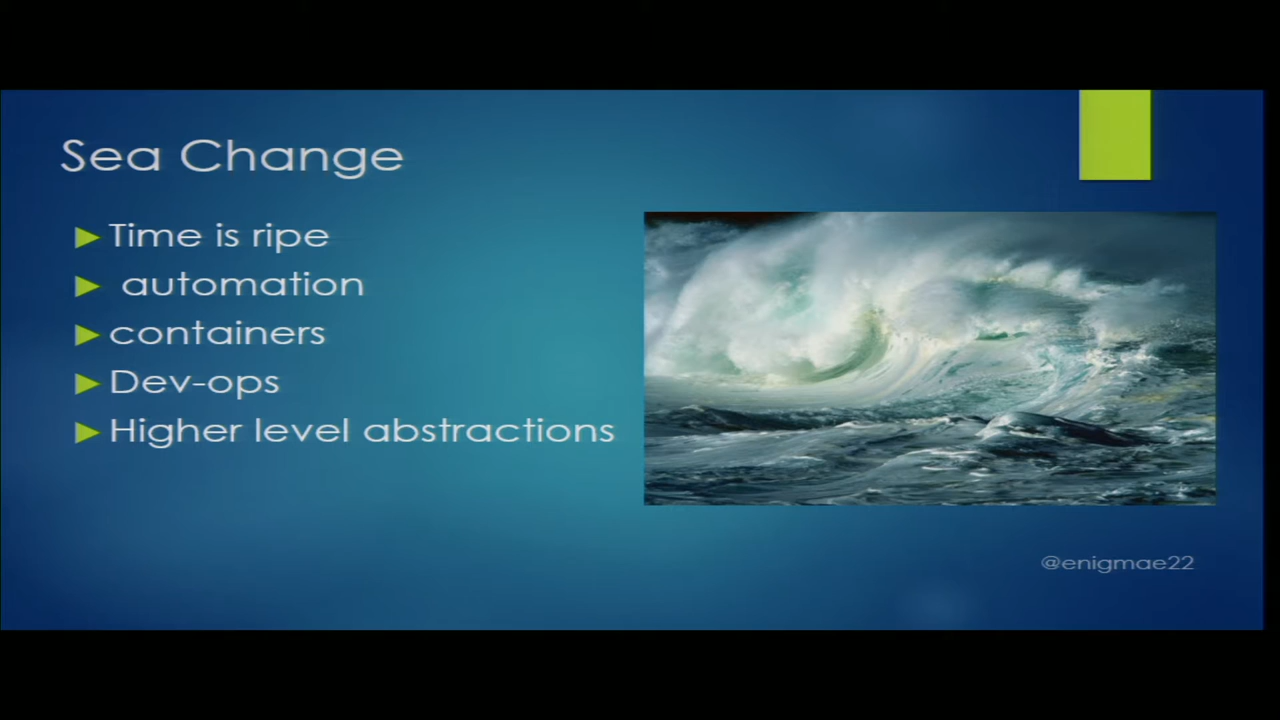 Sea Change
Time is ripe
automation
containers
Dev-ops
Higher level abstractions
@enigmae22